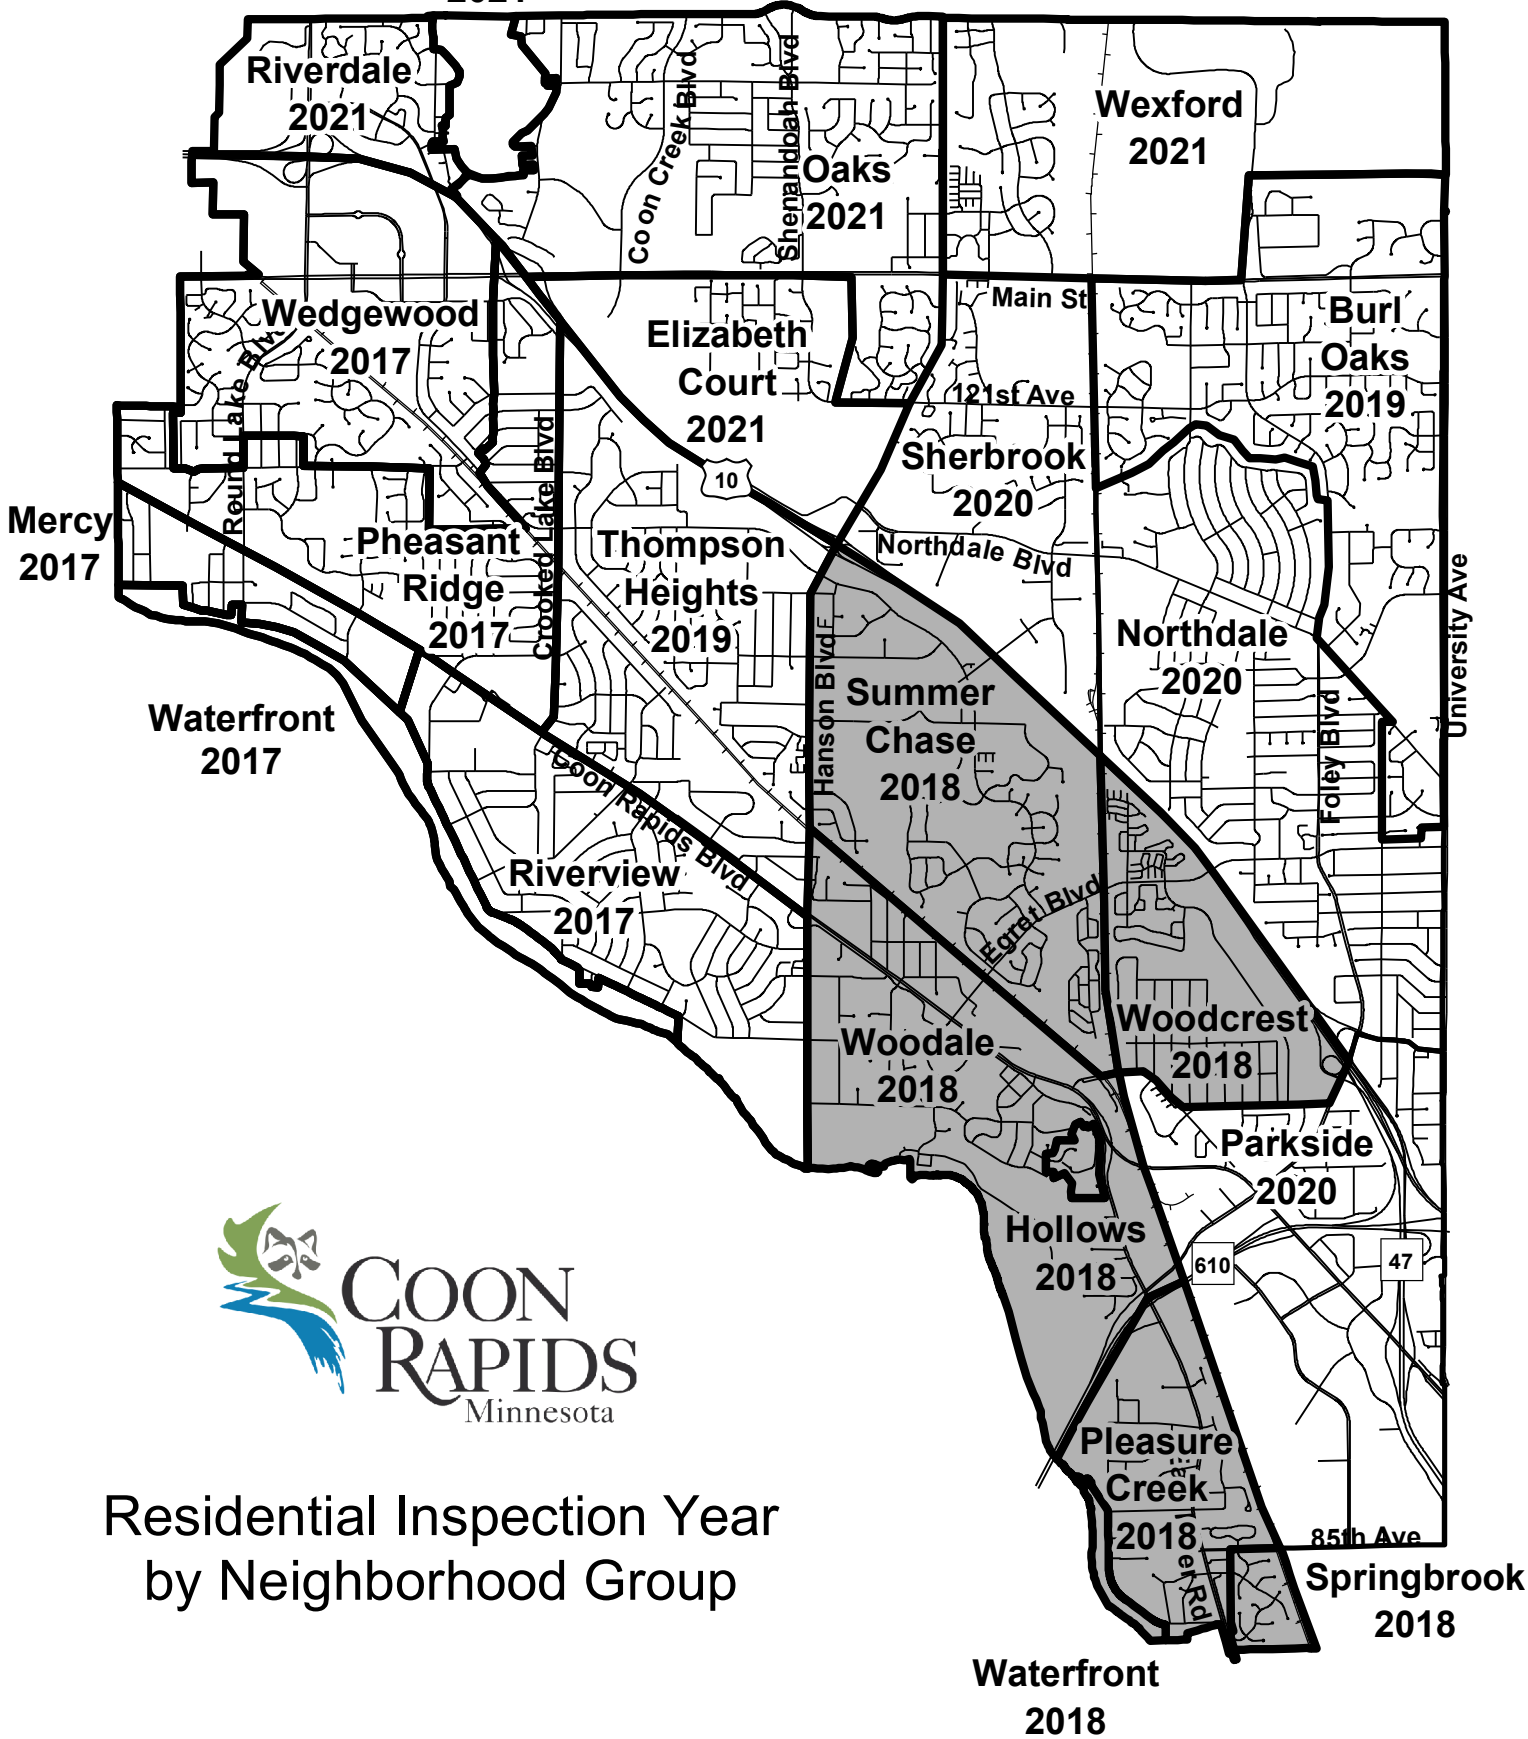 2021
Riverdale
2021
Coon Creek Blvd
Shenandoah Blvd
Oaks
2021
Wexford
2021
Wedgewood
2017
Round Lake Blvd
Elizabeth
Court
2021
Main St
Burl
Oaks
2019
121st Ave
Sherbrook
2020
10
Mercy
2017
Pheasant
Ridge
2017
Crooked Lake Blvd
Thompson
Heights
2019
Northdale Blvd
Northdale
2020
University Ave
Foley Blvd
Hanson Blvd
Summer
Chase
2018
Waterfront
2017
Coon Rapids Blvd
Riverview
2017
Egret Blvd
Woodale
2018
Woodcrest
2018
Parkside
2020
Hollows
2018
610
47
COON
RAPIDS
Minnesota
Pleasure
Creek
2018
er Rd
85th Ave
Springbrook
2018
Waterfront
2018
Residential Inspection Year
by Neighborhood Group